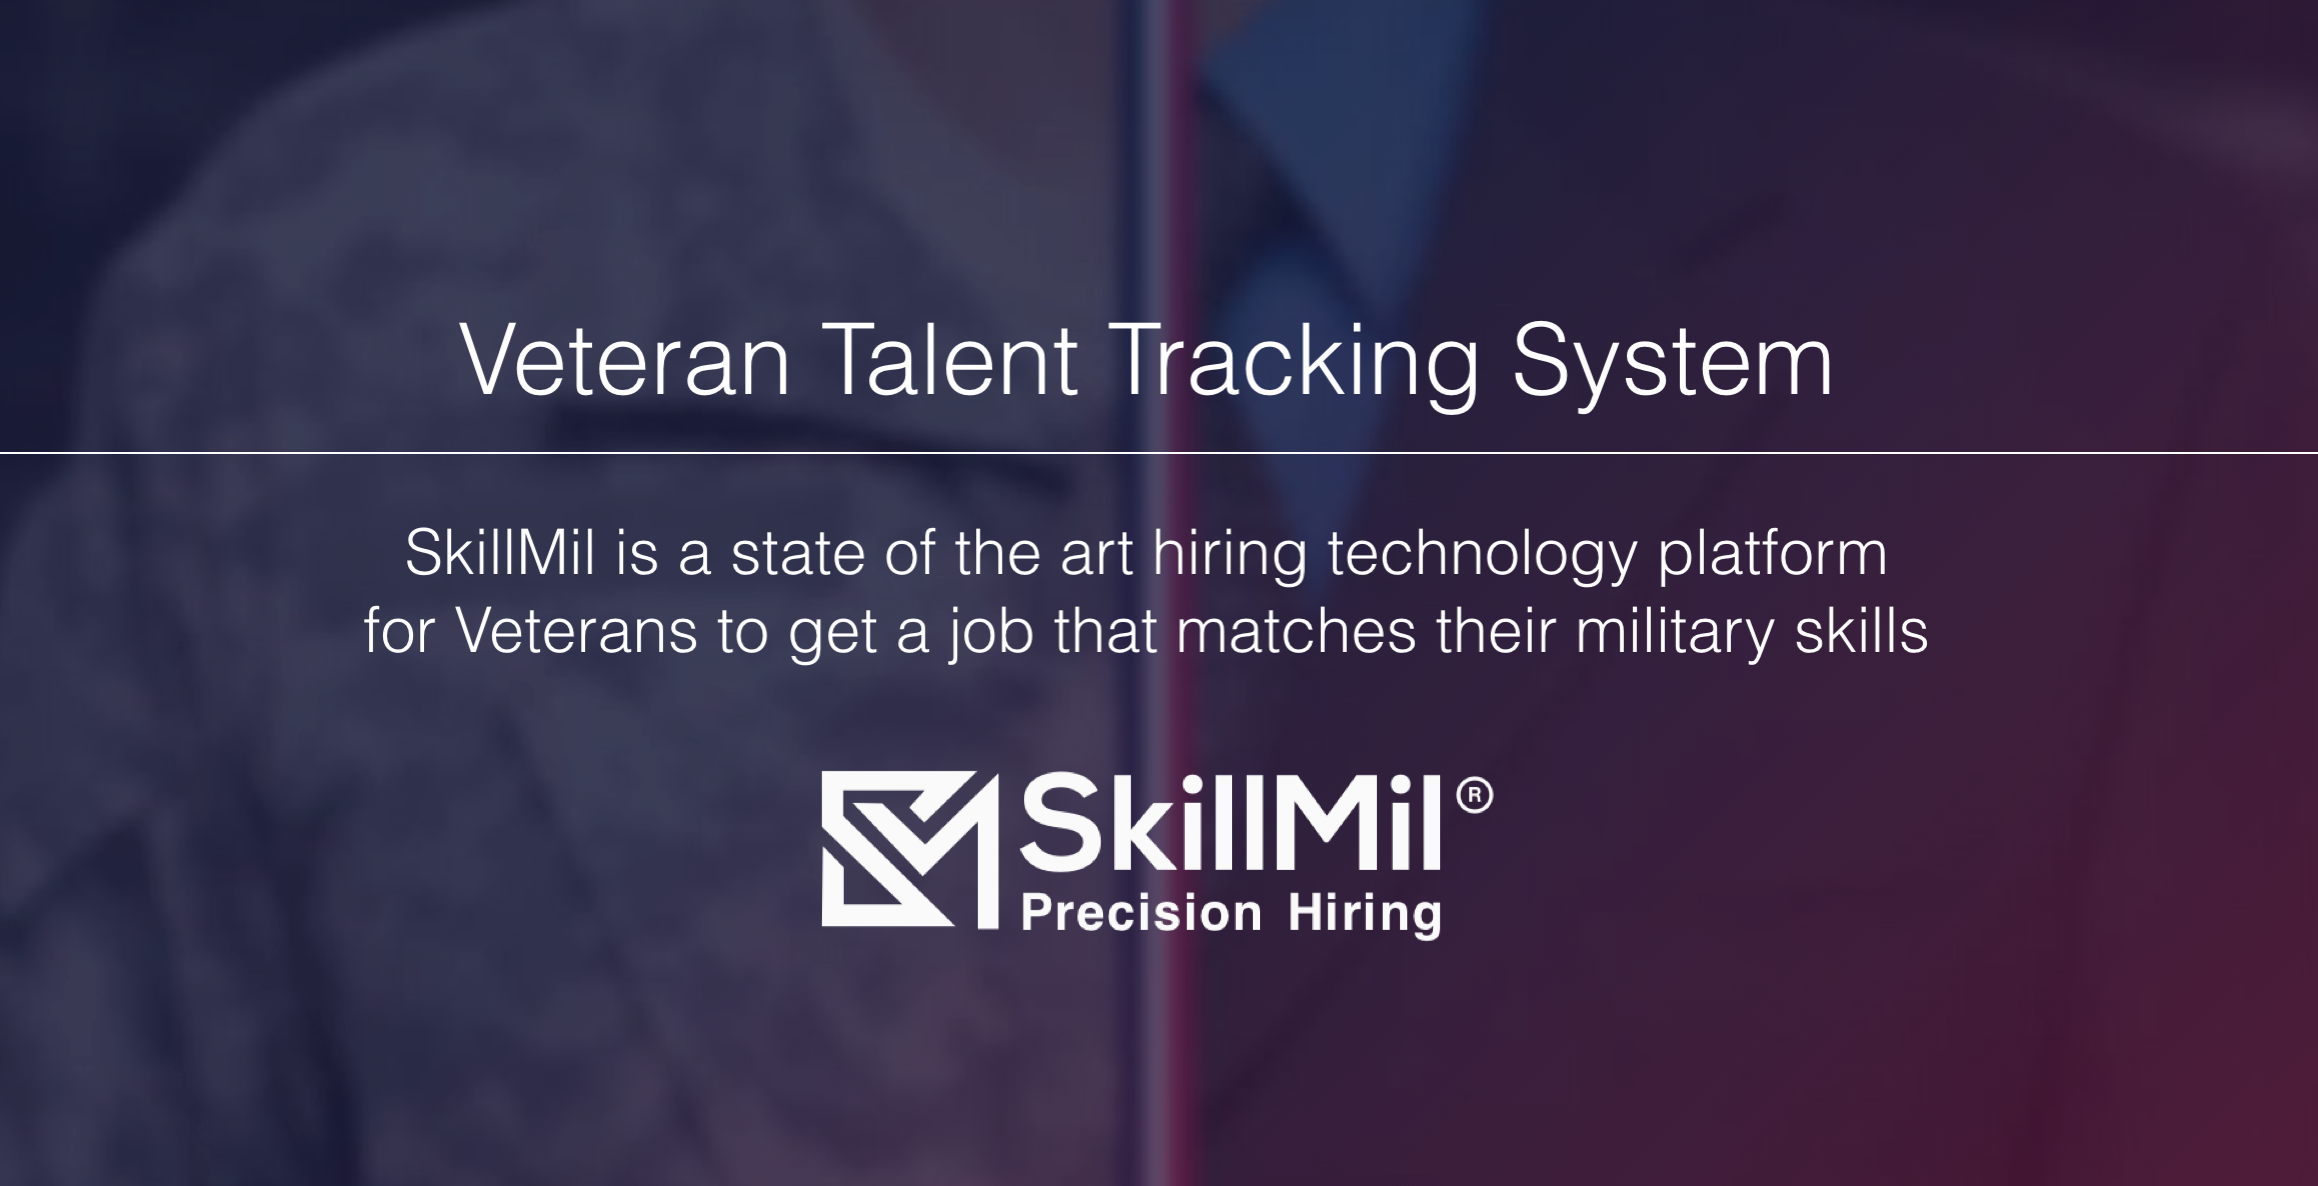 Veteran Talent Tracking System
SkillMil is a state of the art hiring technology platform
for Veterans to get a job that matches their military skills
SkillMil®
Precision Hiring